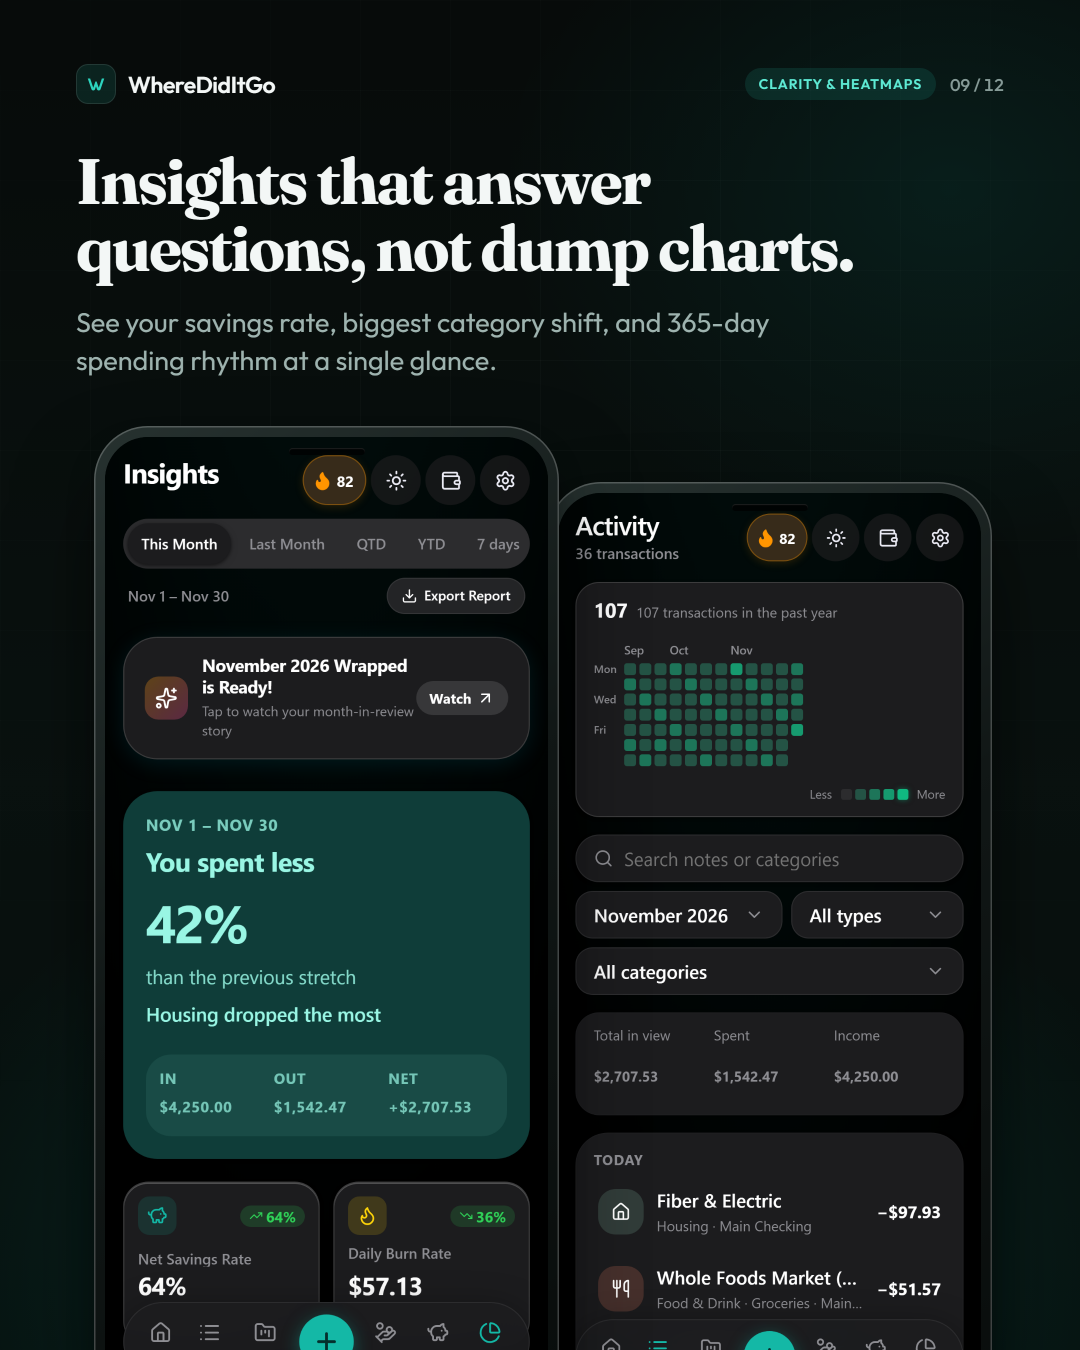 W WhereDidItGo
CLARITY & HEATMAPS 09 / 12
Insights that answer
questions, not dump charts.
See your savings rate, biggest category shift, and 365-day
spending rhythm at a single glance.
Insights
82
This Month Last Month QTD YTD 7 days
Nov 1 – Nov 30
Export Report
November 2026 Wrapped
is Ready!
Tap to watch your month-in-review
story
Watch
NOV 1 – NOV 30
You spent less
42%
than the previous stretch
Housing dropped the most
IN OUT NET
$4,250.00 $1,542.47 +$2,707.53
64%
Net Savings Rate
64%
36%
Daily Burn Rate
$57.13
Activity
36 transactions
82
107 107 transactions in the past year
Sep Oct Nov
Mon
Wed
Fri
Less More
Search notes or categories
November 2026 All types
All categories
Total in view Spent Income
$2,707.53 $1,542.47 $4,250.00
TODAY
Fiber & Electric
Housing · Main Checking
–$97.93
Whole Foods Market (...
Food & Drink · Groceries · Main...
–$51.57